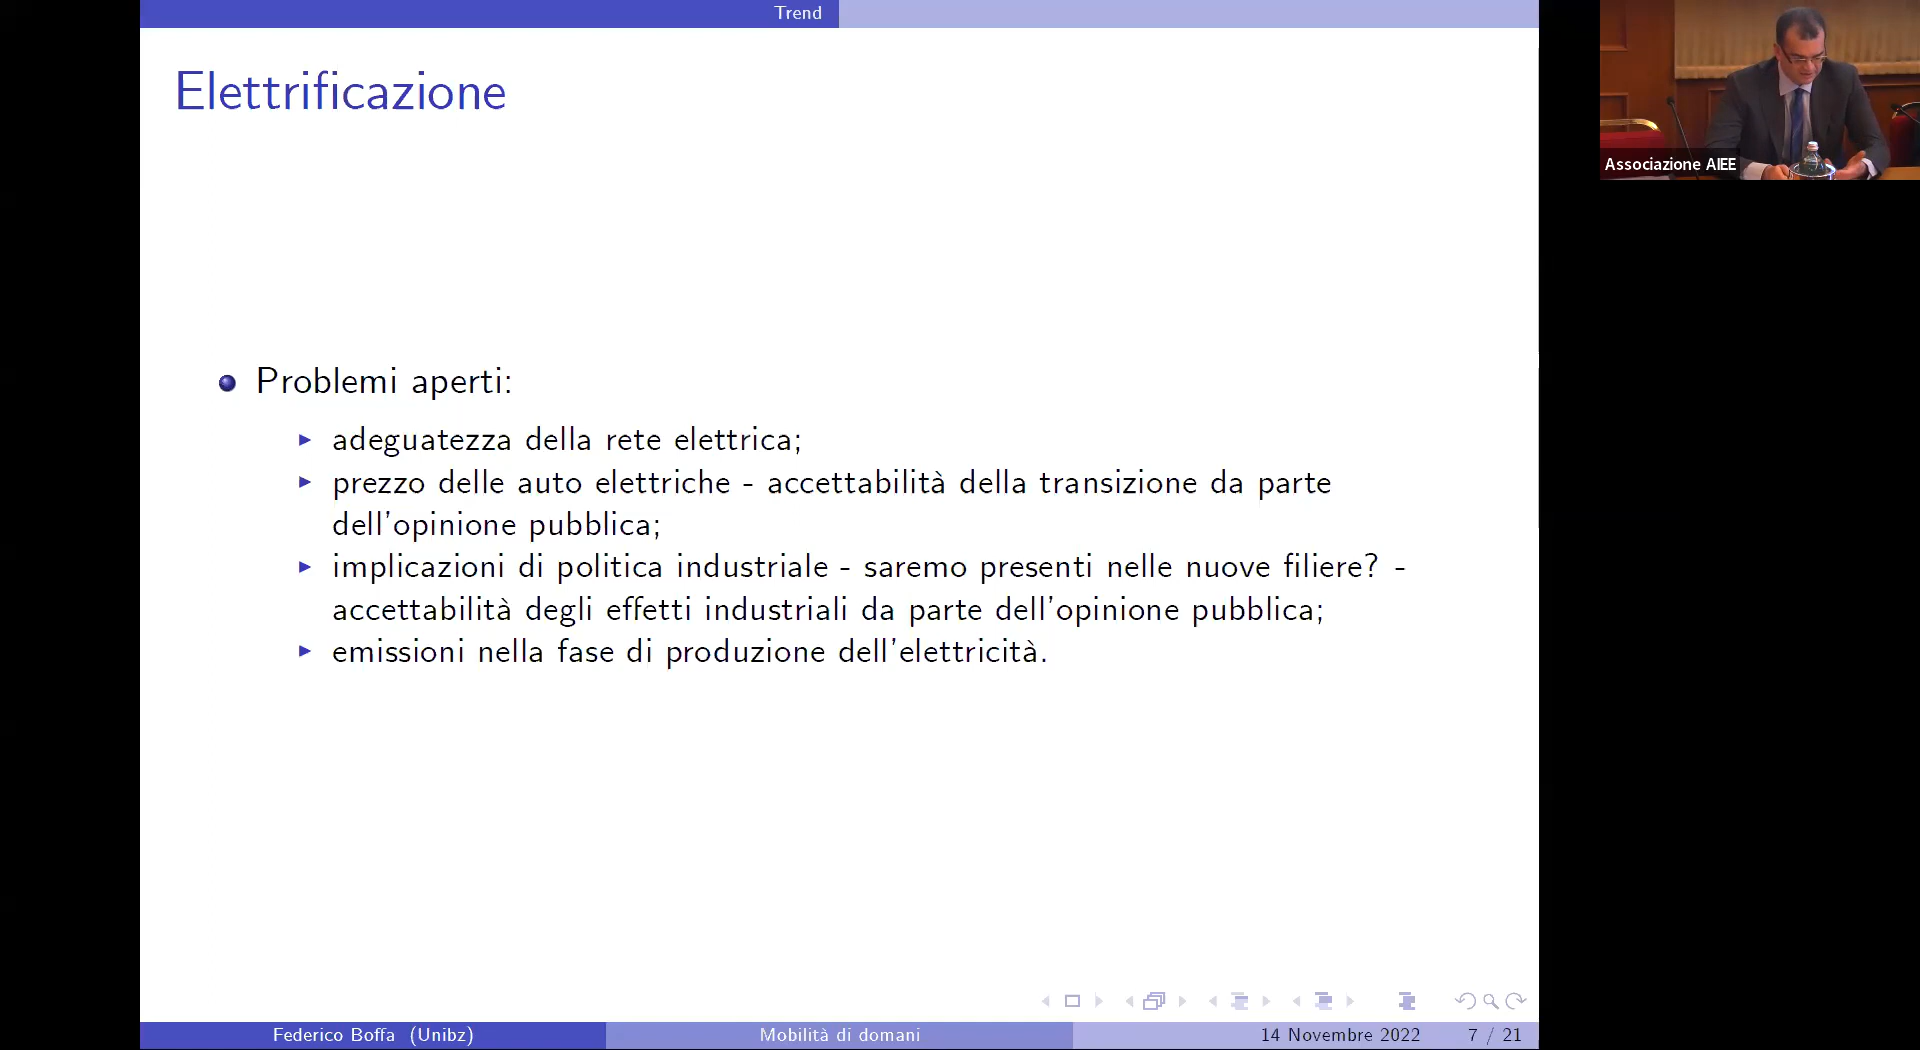 Trend
Elettrificazione
Associazione AIEE
Problemi aperti:
adeguatezza della rete elettrica;
prezzo delle auto elettriche - accettabilità della transizione da parte
dell'opinione pubblica;
implicazioni di politica industriale - saremo presenti nelle nuove filiere? -
accettabilità degli effetti industriali da parte dell'opinione pubblica;
emissioni nella fase di produzione dell'elettricità.
Federico Boffa (Unibz)
Mobilità di domani
14 Novembre 2022
7 / 21